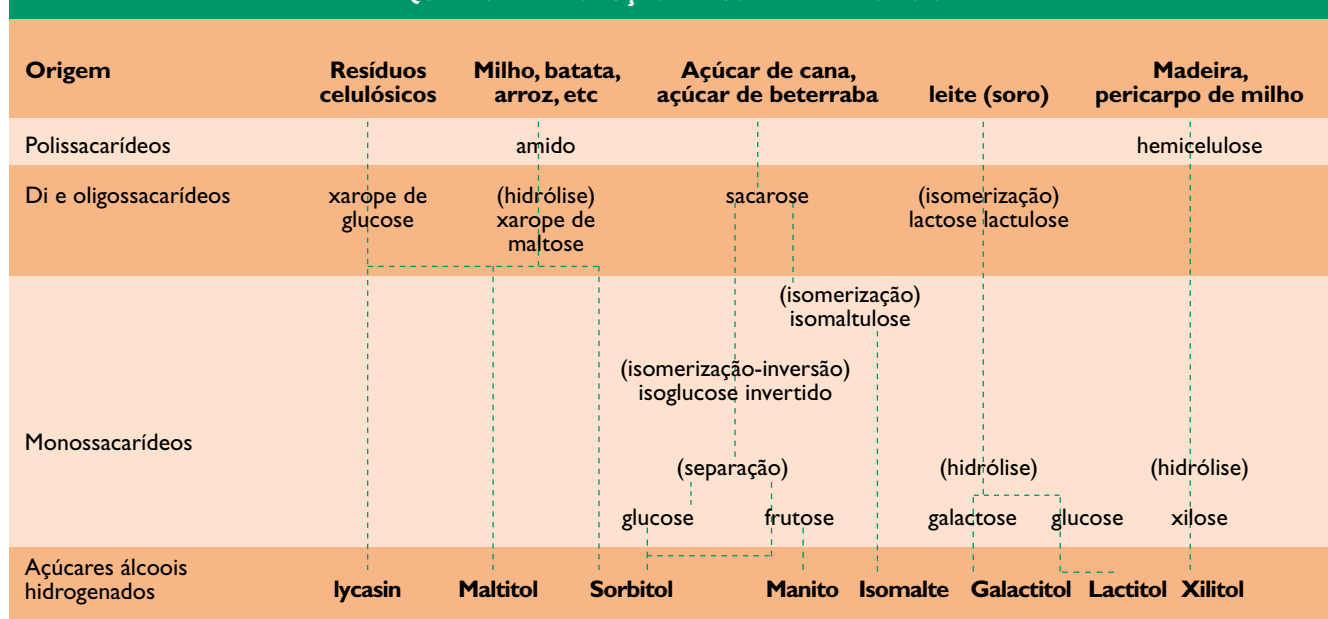 Origem
Resíduos
celulósicos
Milho, batata,
arroz, etc
Açúcar de cana,
açúcar de beterraba
leite (soro)
Madeira,
pericarpo de milho
Polissacarídeos
amido
hemicelulose
Di e oligossacarídeos
xarope de
glucose
(hidrólise)
xarope de
maltose
sacarose
(isomerização)
lactose lactulose
(isomerização)
isomaltulose
(isomerização-inversão)
isoglucose invertido
Monossacarídeos
(separação)
(hidrólise)
(hidrólise)
glucose
frutose
galactose
glucose
xilose
Açúcares álcoois
hidrogenados
lycasin
Maltitol
Sorbitol
Manito
Isomalte
Galactitol
Lactitol
Xilitol